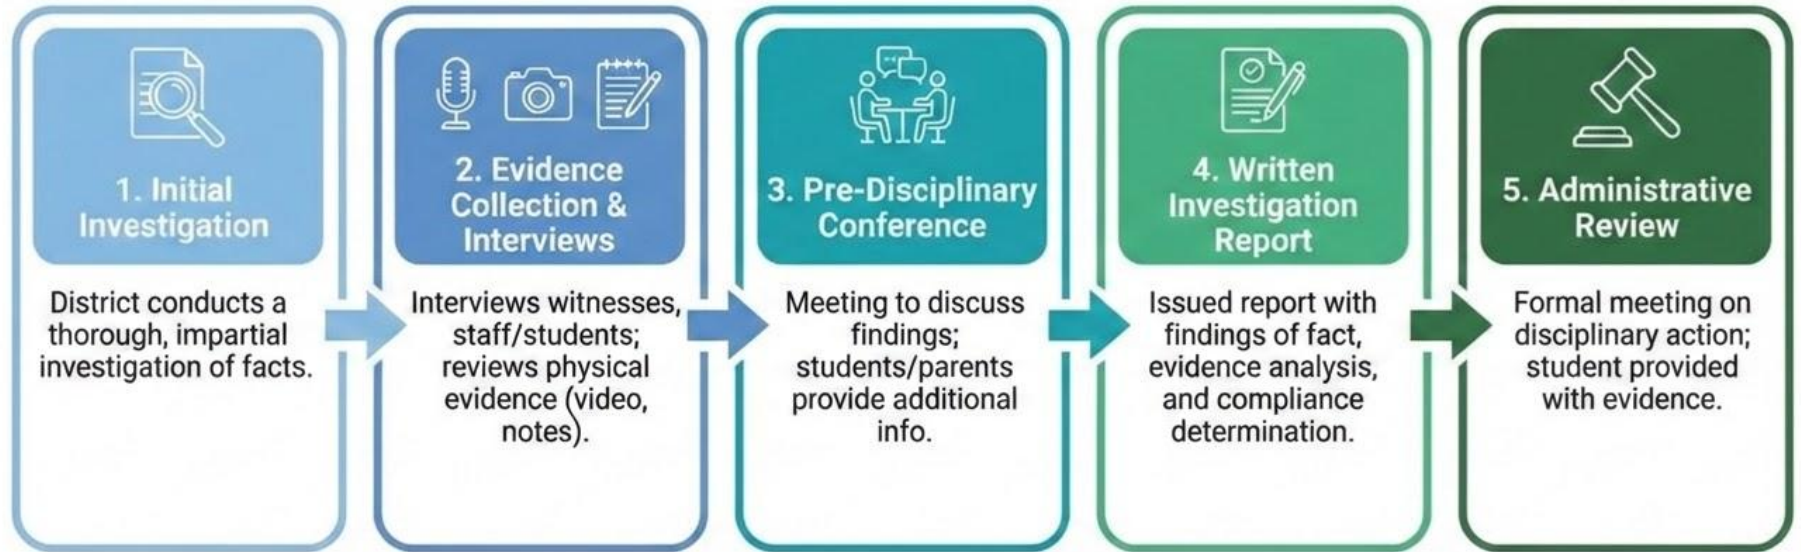 1. Initial
Investigation
District conducts a
thorough, impartial
investigation of facts.
2. Evidence
Collection &
Interviews
Interviews witnesses,
staff/students;
reviews physical
evidence (video,
notes).
3. Pre-Disciplinary
Conference
Meeting to discuss
findings;
students/parents
provide additional
info.
4. Written
Investigation
Report
Issued report with
findings of fact,
evidence analysis,
and compliance
determination.
5. Administrative
Review
Formal meeting on
disciplinary action;
student provided
with evidence.